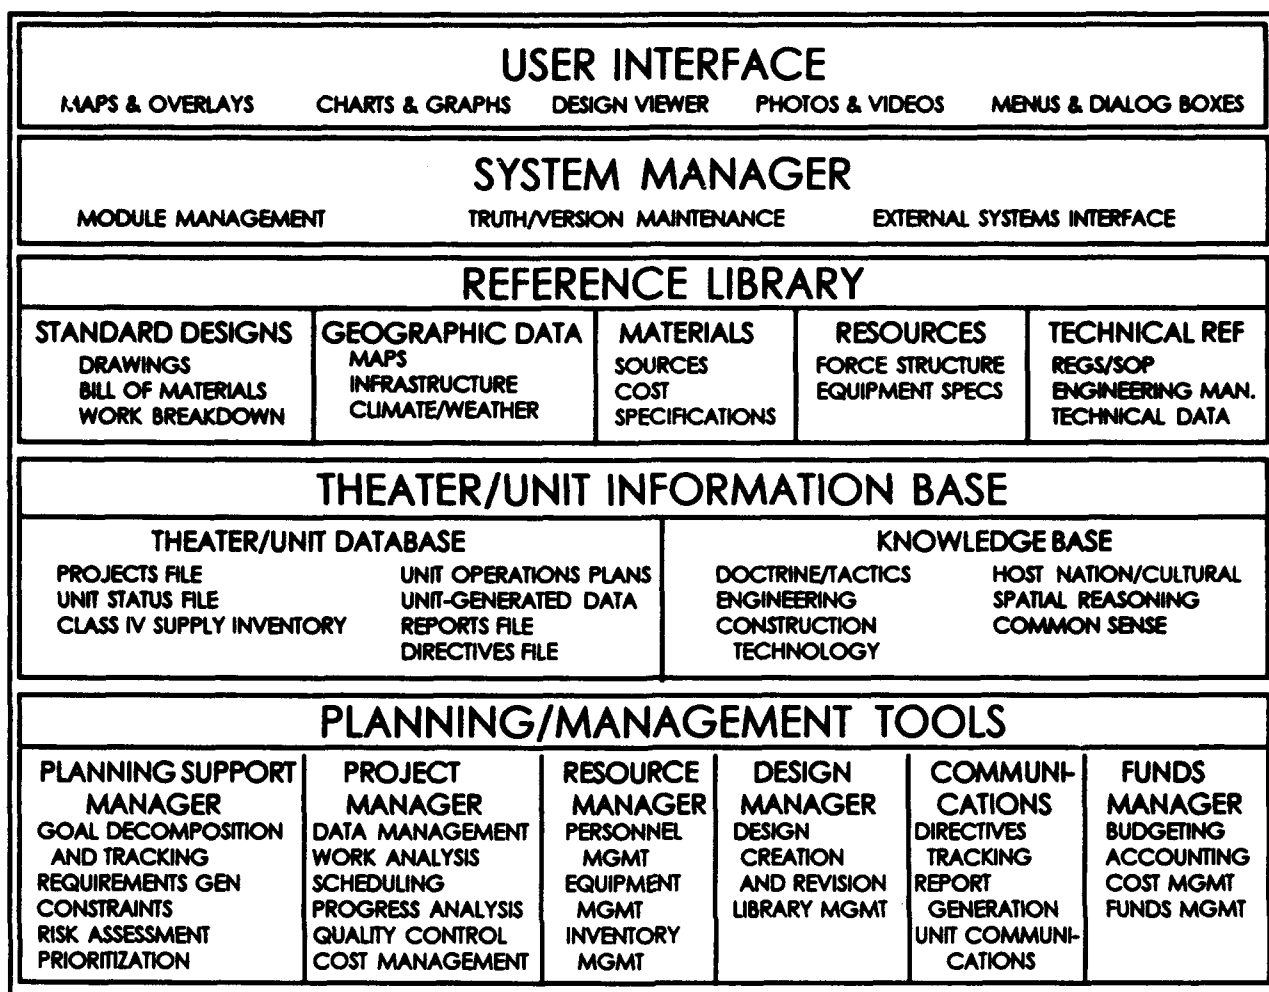 USER INTERFACE
MAPS & OVERLAYS CHARTS & GRAPHS DESIGN VIEWER PHOTOS & VIDEOS MENUS & DIALOG BOXES
SYSTEM MANAGER
MODULE MANAGEMENT TRUTH/VERSION MAINTENANCE EXTERNAL SYSTEMS INTERFACE
REFERENCE LIBRARY
STANDARD DESIGNS
DRAWINGS
BILL OF MATERIALS
WORK BREAKDOWN
GEOGRAPHIC DATA
MAPS
INFRASTRUCTURE
CLIMATE/WEATHER
MATERIALS
SOURCES
COST
SPECIFICATIONS
RESOURCES
FORCE STRUCTURE
EQUIPMENT SPECS
TECHNICAL REF
REGS/SOP
ENGINEERING MAN.
TECHNICAL DATA
THEATER/UNIT INFORMATION BASE
THEATER/UNIT DATABASE
PROJECTS FILE
UNIT STATUS FILE
CLASS IV SUPPLY INVENTORY
UNIT OPERATIONS PLANS
UNIT-GENERATED DATA
REPORTS FILE
DIRECTIVES FILE
KNOWLEDGE BASE
DOCTRINE/TACTICS
ENGINEERING
CONSTRUCTION
TECHNOLOGY
HOST NATION/CULTURAL
SPATIAL REASONING
COMMON SENSE
PLANNING/MANAGEMENT TOOLS
PLANNING SUPPORT
MANAGER
GOAL DECOMPOSITION
AND TRACKING
REQUIREMENTS GEN
CONSTRAINTS
RISK ASSESSMENT
PRIORITIZATION
PROJECT
MANAGER
DATA MANAGEMENT
WORK ANALYSIS
SCHEDULING
PROGRESS ANALYSIS
QUALITY CONTROL
COST MANAGEMENT
RESOURCE
MANAGER
PERSONNEL
MGMT
EQUIPMENT
MGMT
INVENTORY
MGMT
DESIGN
MANAGER
DESIGN
CREATION
AND REVISION
LIBRARY MGMT
COMMUNI-
CATIONS
DIRECTIVES
TRACKING
REPORT
GENERATION
UNIT COMMUNI-
CATIONS
FUNDS
MANAGER
BUDGETING
ACCOUNTING
COST MGMT
FUNDS MGMT